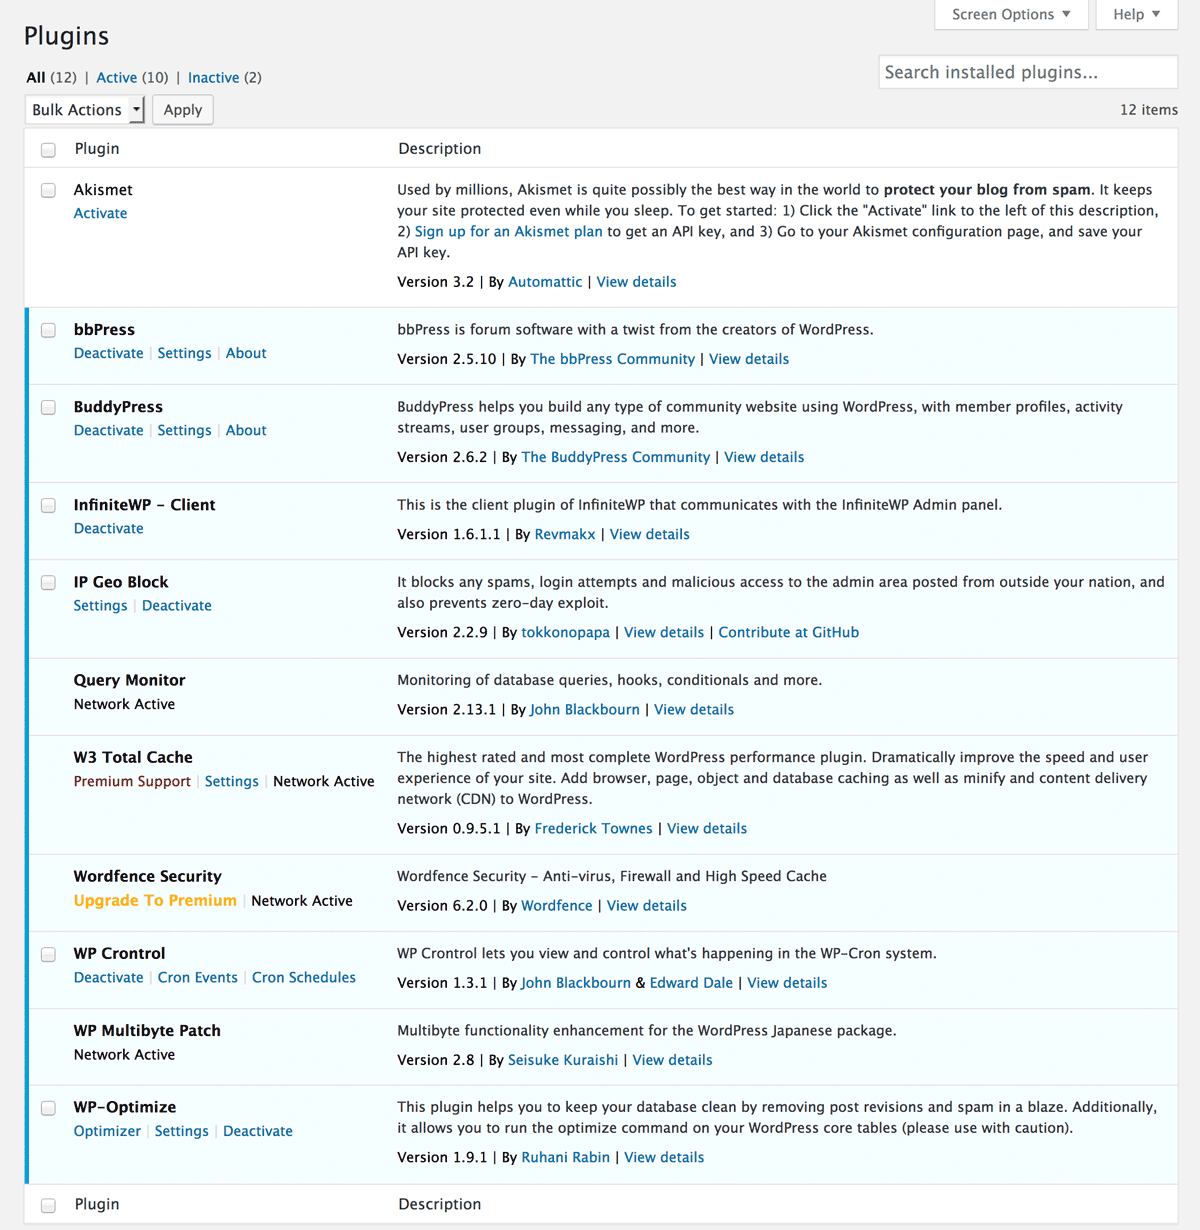 Screen Options ▼ Help ▼
Plugins
All (12) | Active (10) | Inactive (2)
Search installed plugins...
Bulk Actions Apply
12 items
Plugin Description
Akismet
Activate
Used by millions, Akismet is quite possibly the best way in the world to protect your blog from spam. It keeps
your site protected even while you sleep. To get started: 1) Click the "Activate" link to the left of this description,
2) Sign up for an Akismet plan to get an API key, and 3) Go to your Akismet configuration page, and save your
API key.
Version 3.2 | By Automattic | View details
bbPress
Deactivate | Settings | About
bbPress is forum software with a twist from the creators of WordPress.
Version 2.5.10 | By The bbPress Community | View details
BuddyPress
Deactivate | Settings | About
BuddyPress helps you build any type of community website using WordPress, with member profiles, activity
streams, user groups, messaging, and more.
Version 2.6.2 | By The BuddyPress Community | View details
InfiniteWP - Client
Deactivate
This is the client plugin of InfiniteWP that communicates with the InfiniteWP Admin panel.
Version 1.6.1.1 | By Revmakx | View details
IP Geo Block
Settings | Deactivate
It blocks any spams, login attempts and malicious access to the admin area posted from outside your nation, and
also prevents zero-day exploit.
Version 2.2.9 | By tokkonopapa | View details | Contribute at GitHub
Query Monitor
Network Active
Monitoring of database queries, hooks, conditionals and more.
Version 2.13.1 | By John Blackbourn | View details
W3 Total Cache
Premium Support | Settings | Network Active
The highest rated and most complete WordPress performance plugin. Dramatically improve the speed and user
experience of your site. Add browser, page, object and database caching as well as minify and content delivery
network (CDN) to WordPress.
Version 0.9.5.1 | By Frederick Townes | View details
Wordfence Security
Upgrade To Premium | Network Active
Wordfence Security - Anti-virus, Firewall and High Speed Cache
Version 6.2.0 | By Wordfence | View details
WP Crontrol
Deactivate | Cron Events | Cron Schedules
WP Crontrol lets you view and control what's happening in the WP-Cron system.
Version 1.3.1 | By John Blackbourn & Edward Dale | View details
WP Multibyte Patch
Network Active
Multibyte functionality enhancement for the WordPress Japanese package.
Version 2.8 | By Seisuke Kuraishi | View details
WP-Optimize
Optimizer | Settings | Deactivate
This plugin helps you to keep your database clean by removing post revisions and spam in a blaze. Additionally,
it allows you to run the optimize command on your WordPress core tables (please use with caution).
Version 1.9.1 | By Ruhani Rabin | View details
Plugin Description